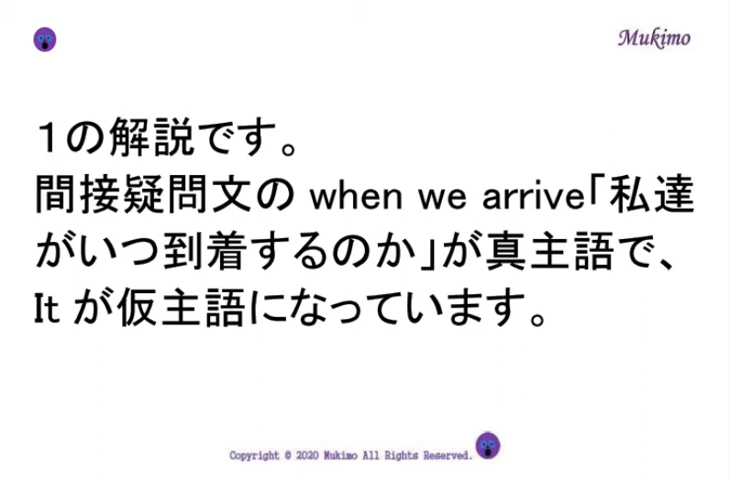 Mukimo
１の解説です。
間接疑問文の when we arrive「私達
がいつ到着するのか」が真主語で、
It が仮主語になっています。
Copyright © 2020 Mukimo All Rights Reserved.